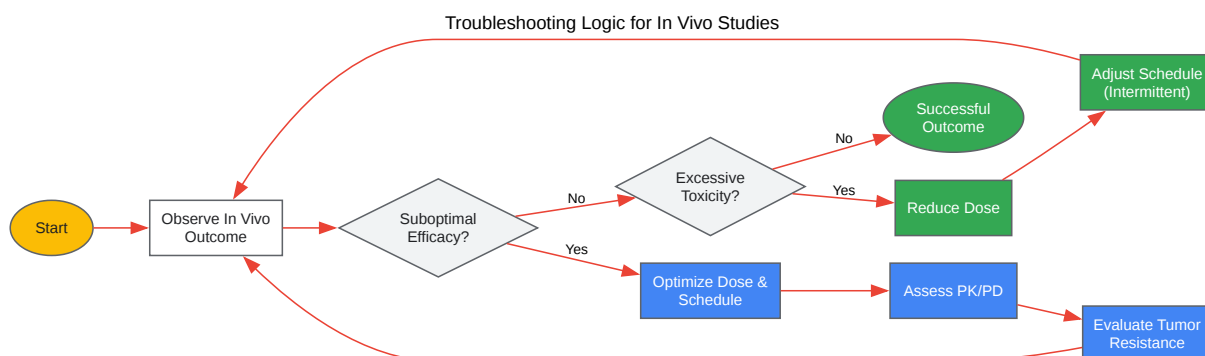 Troubleshooting Logic for In Vivo Studies
Start
Observe In Vivo
Outcome
Suboptimal
Efficacy?
No
Yes
Excessive
Toxicity?
No
Yes
Successful
Outcome
Reduce Dose
Adjust Schedule
(Intermittent)
Optimize Dose &
Schedule
Assess PK/PD
Evaluate Tumor
Resistance